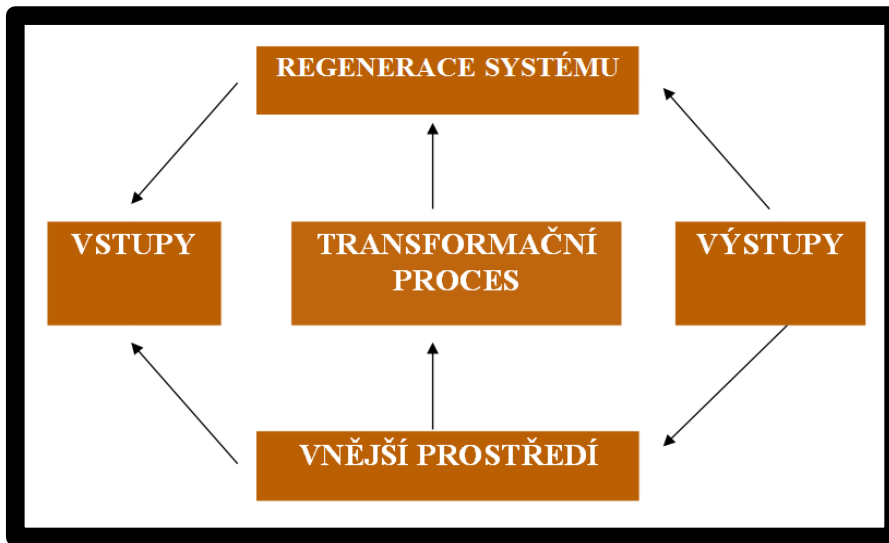 REGENERACE SYSTÉMU
VSTUPY
TRANSFORMAČNÍ
PROCES
VÝSTUPY
VNĚJŠÍ PROSTŘEDÍ